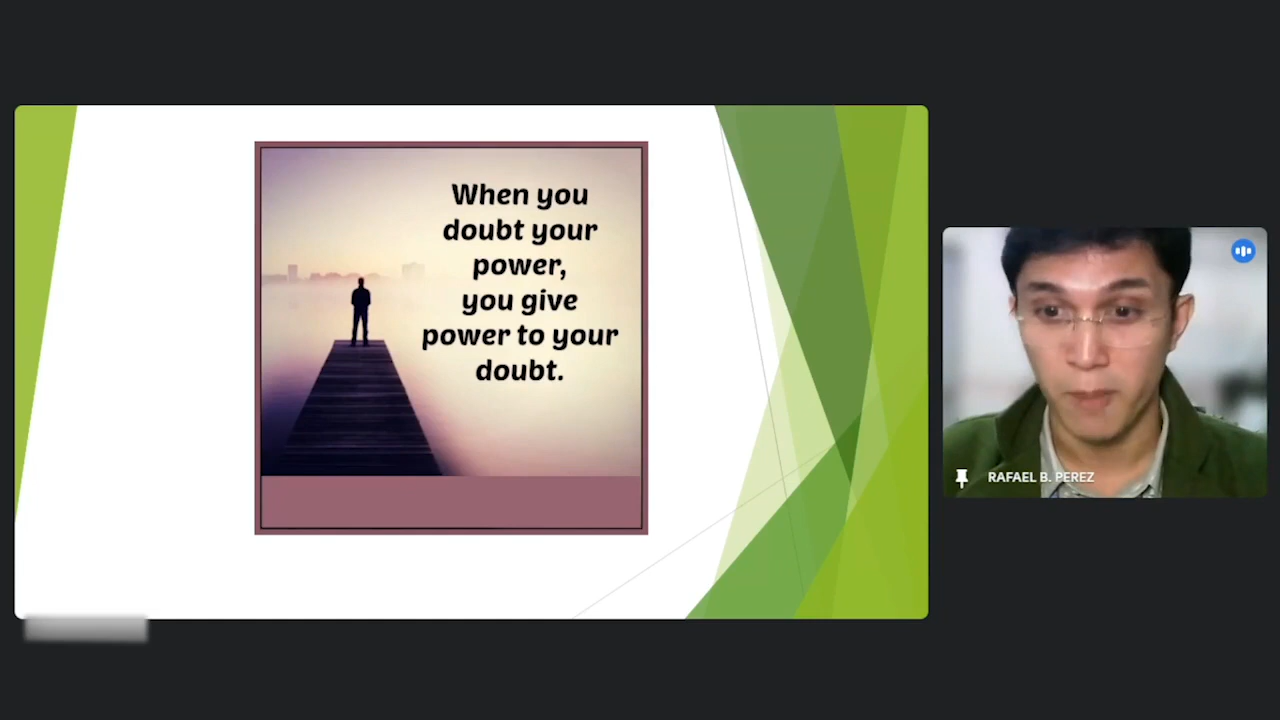 When you
doubt your
power,
you give
power to your
doubt.
RAFAEL B. PEREZ